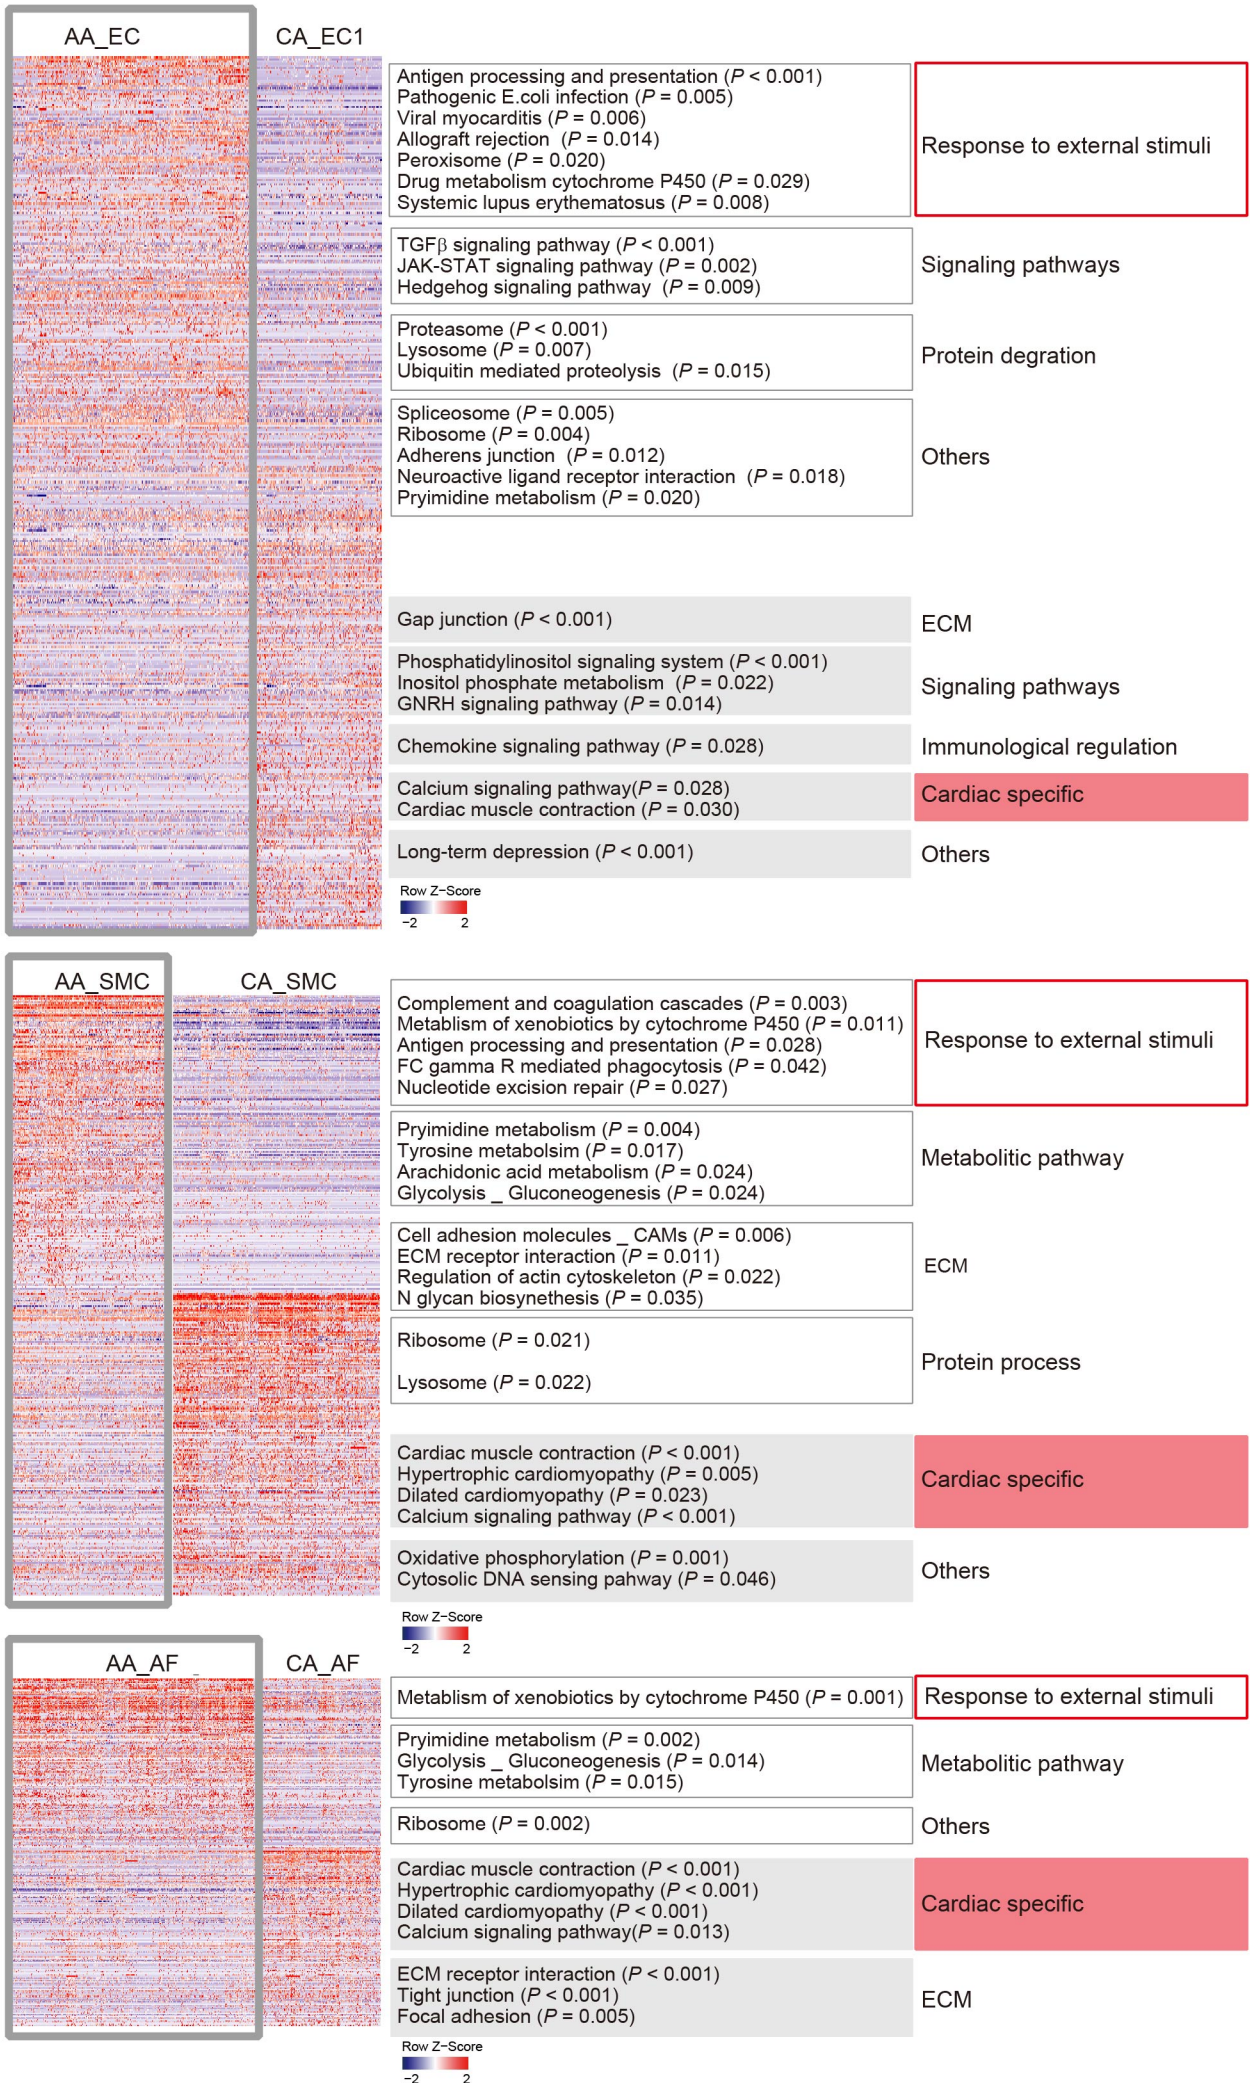 AA_EC
CA_EC1
Antigen processing and presentation (P < 0.001)
Pathogenic E.coli infection (P = 0.005)
Viral myocarditis (P = 0.006)
Allograft rejection (P = 0.014)
Peroxisome (P = 0.020)
Drug metabolism cytochrome P450 (P = 0.029)
Systemic lupus erythematosus (P = 0.008)
Response to external stimuli
TGFβ signaling pathway (P < 0.001)
JAK-STAT signaling pathway (P = 0.002)
Hedgehog signaling pathway (P = 0.009)
Signaling pathways
Proteasome (P < 0.001)
Lysosome (P = 0.007)
Ubiquitin mediated proteolysis (P = 0.015)
Protein degration
Spliceosome (P = 0.005)
Ribosome (P = 0.004)
Adherens junction (P = 0.012)
Neuroactive ligand receptor interaction (P = 0.018)
Pryimidine metabolism (P = 0.020)
Others
Gap junction (P < 0.001)
ECM
Phosphatidylinositol signaling system (P < 0.001)
Inositol phosphate metabolism (P = 0.022)
GNRH signaling pathway (P = 0.014)
Signaling pathways
Chemokine signaling pathway (P = 0.028)
Immunological regulation
Calcium signaling pathway(P = 0.028)
Cardiac muscle contraction (P = 0.030)
Cardiac specific
Long-term depression (P < 0.001)
Others
Row Z−Score
−2 2
AA_SMC
CA_SMC
Complement and coagulation cascades (P = 0.003)
Metablism of xenobiotics by cytochrome P450 (P = 0.011)
Antigen processing and presentation (P = 0.028)
FC gamma R mediated phagocytosis (P = 0.042)
Nucleotide excision repair (P = 0.027)
Response to external stimuli
Pryimidine metabolism (P = 0.004)
Tyrosine metabolsim (P = 0.017)
Arachidonic acid metabolism (P = 0.024)
Glycolysis _ Gluconeogenesis (P = 0.024)
Metabolitic pathway
Cell adhesion molecules _ CAMs (P = 0.006)
ECM receptor interaction (P = 0.011)
Regulation of actin cytoskeleton (P = 0.022)
N glycan biosynethesis (P = 0.035)
ECM
Ribosome (P = 0.021)
Lysosome (P = 0.022)
Protein process
Cardiac muscle contraction (P < 0.001)
Hypertrophic cardiomyopathy (P = 0.005)
Dilated cardiomyopathy (P = 0.023)
Calcium signaling pathway (P < 0.001)
Cardiac specific
Oxidative phosphorylation (P = 0.001)
Cytosolic DNA sensing pahway (P = 0.046)
Others
Row Z−Score
−2 2
AA_AF _
CA_AF
Metablism of xenobiotics by cytochrome P450 (P = 0.001)
Response to external stimuli
Pryimidine metabolism (P = 0.002)
Glycolysis _ Gluconeogenesis (P = 0.014)
Tyrosine metabolsim (P = 0.015)
Metabolitic pathway
Ribosome (P = 0.002)
Others
Cardiac muscle contraction (P < 0.001)
Hypertrophic cardiomyopathy (P < 0.001)
Dilated cardiomyopathy (P < 0.001)
Calcium signaling pathway(P = 0.013)
Cardiac specific
ECM receptor interaction (P < 0.001)
Tight junction (P < 0.001)
Focal adhesion (P = 0.005)
ECM
Row Z−Score
−2 2